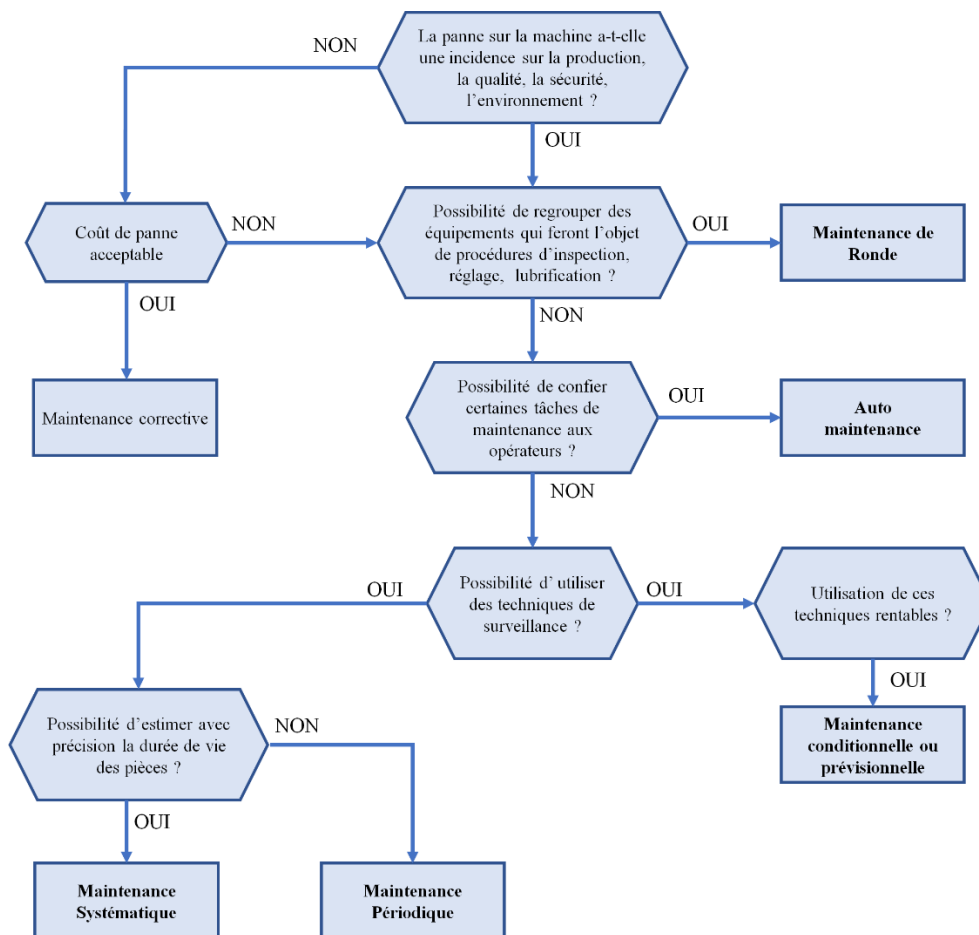 La panne sur la machine a-t-elle
une incidence sur la production,
la qualité, la sécurité,
l'environnement ?
NON
OUI
Coût de panne
acceptable
NON
Possibilité de regrouper des
équipements qui feront l'objet
de procédures d'inspection,
réglage, lubrification ?
OUI
Maintenance de
Ronde
OUI
NON
Maintenance corrective
Possibilité de confier
certaines tâches de
maintenance aux
opérateurs ?
OUI
Auto
maintenance
NON
OUI
Possibilité d' utiliser
des techniques de
surveillance ?
OUI
Utilisation de ces
techniques rentables ?
OUI
Possibilité d'estimer avec
précision la durée de vie
des pièces ?
NON
Maintenance
conditionnelle ou
prévisionnelle
OUI
Maintenance
Systématique
Maintenance
Périodique